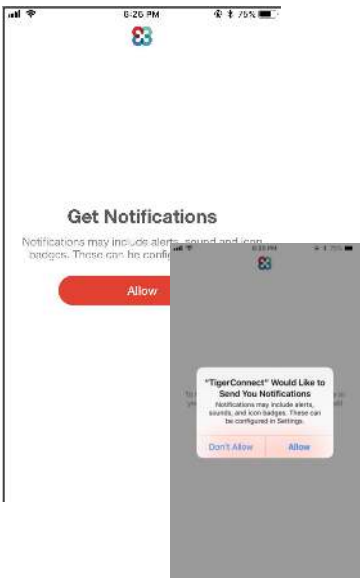 6:26 PM 75%
Get Notifications
Notifications may include alerts, sound and icon
badges. These can be
Allow
"TigerConnect" Would Like to
Send You Notifications
Notifications may include alerts,
sounds, and icon badges. These can
be configured in Settings.
Don't Allow Allow